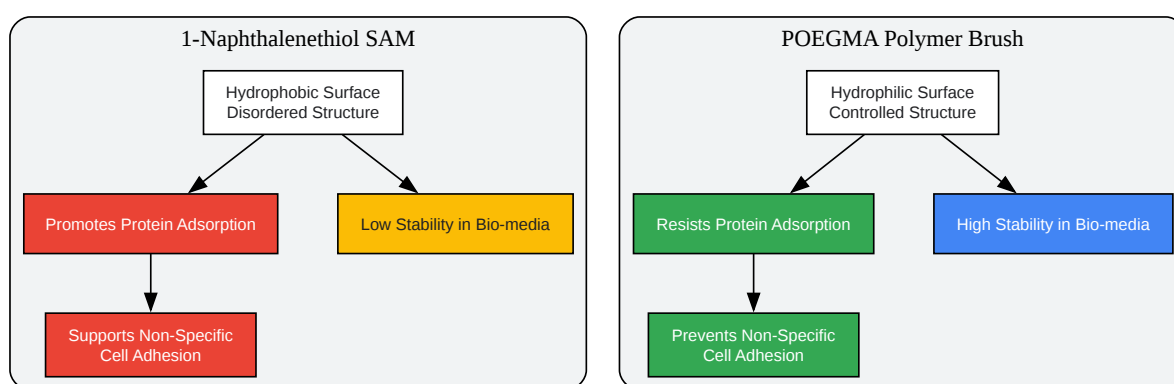 1-Naphthalenethiol SAM
Hydrophobic Surface
Disordered Structure
Promotes Protein Adsorption
Low Stability in Bio-media
Supports Non-Specific
Cell Adhesion
POEGMA Polymer Brush
Hydrophilic Surface
Controlled Structure
Resists Protein Adsorption
High Stability in Bio-media
Prevents Non-Specific
Cell Adhesion